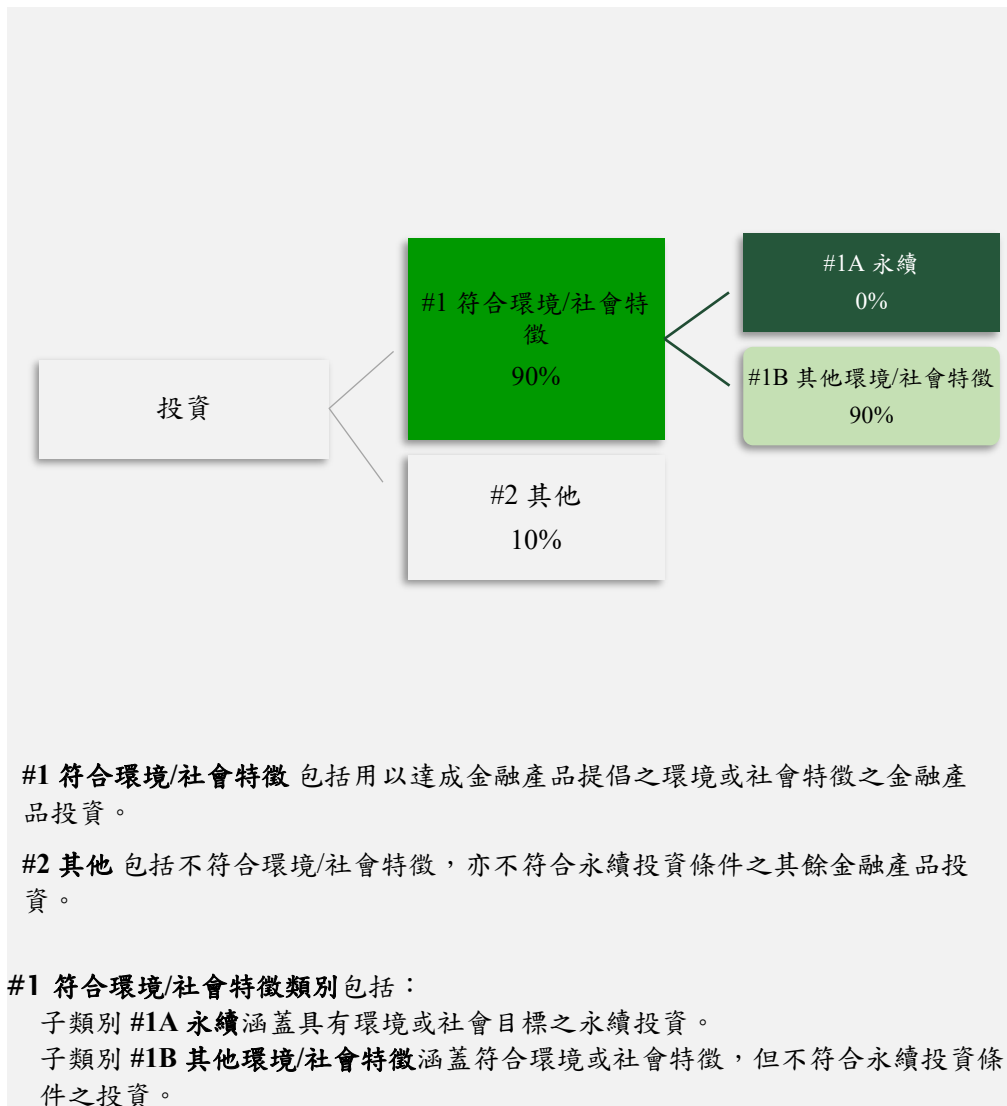 #1A 永續
0%
#1 符合環境/社會特
徵
90%
#1B 其他環境/社會特徵
90%
投資
#2 其他
10%
#1 符合環境/社會特徵 包括用以達成金融產品提倡之環境或社會特徵之金融產
品投資。
#2 其他 包括不符合環境/社會特徵，亦不符合永續投資條件之其餘金融產品投
資。
#1 符合環境/社會特徵類別包括：
子類別 #1A 永續涵蓋具有環境或社會目標之永續投資。
子類別 #1B 其他環境/社會特徵涵蓋符合環境或社會特徵，但不符合永續投資條
件之投資。